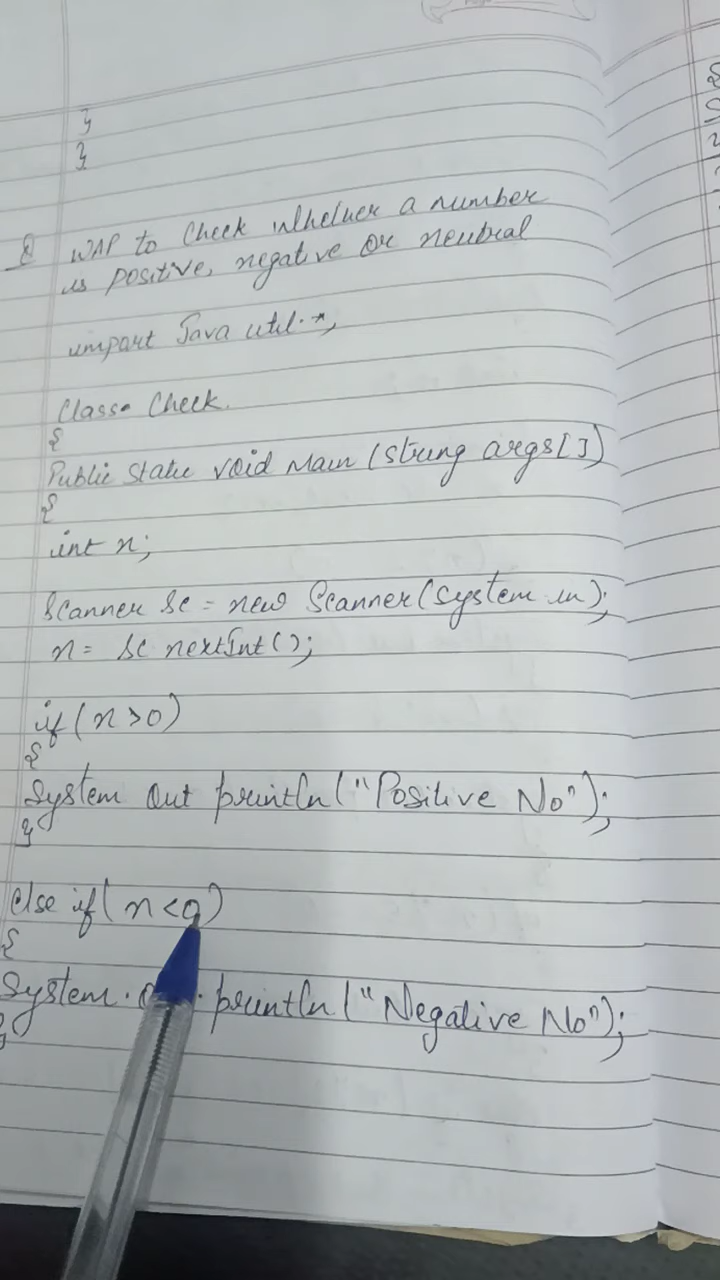 }
}
Q WAP to Check whether a number
is positive, negative or neutral
import Java util.*;
Class Check.
{
Public static void Main (String args[])
{
int n;
Scanner Sc = new Scanner(System in);
n = Sc nextInt();
if (n>0)
{
System out println("Positive No");
}
else if (n<0)
{
System. println("Negative No");
}